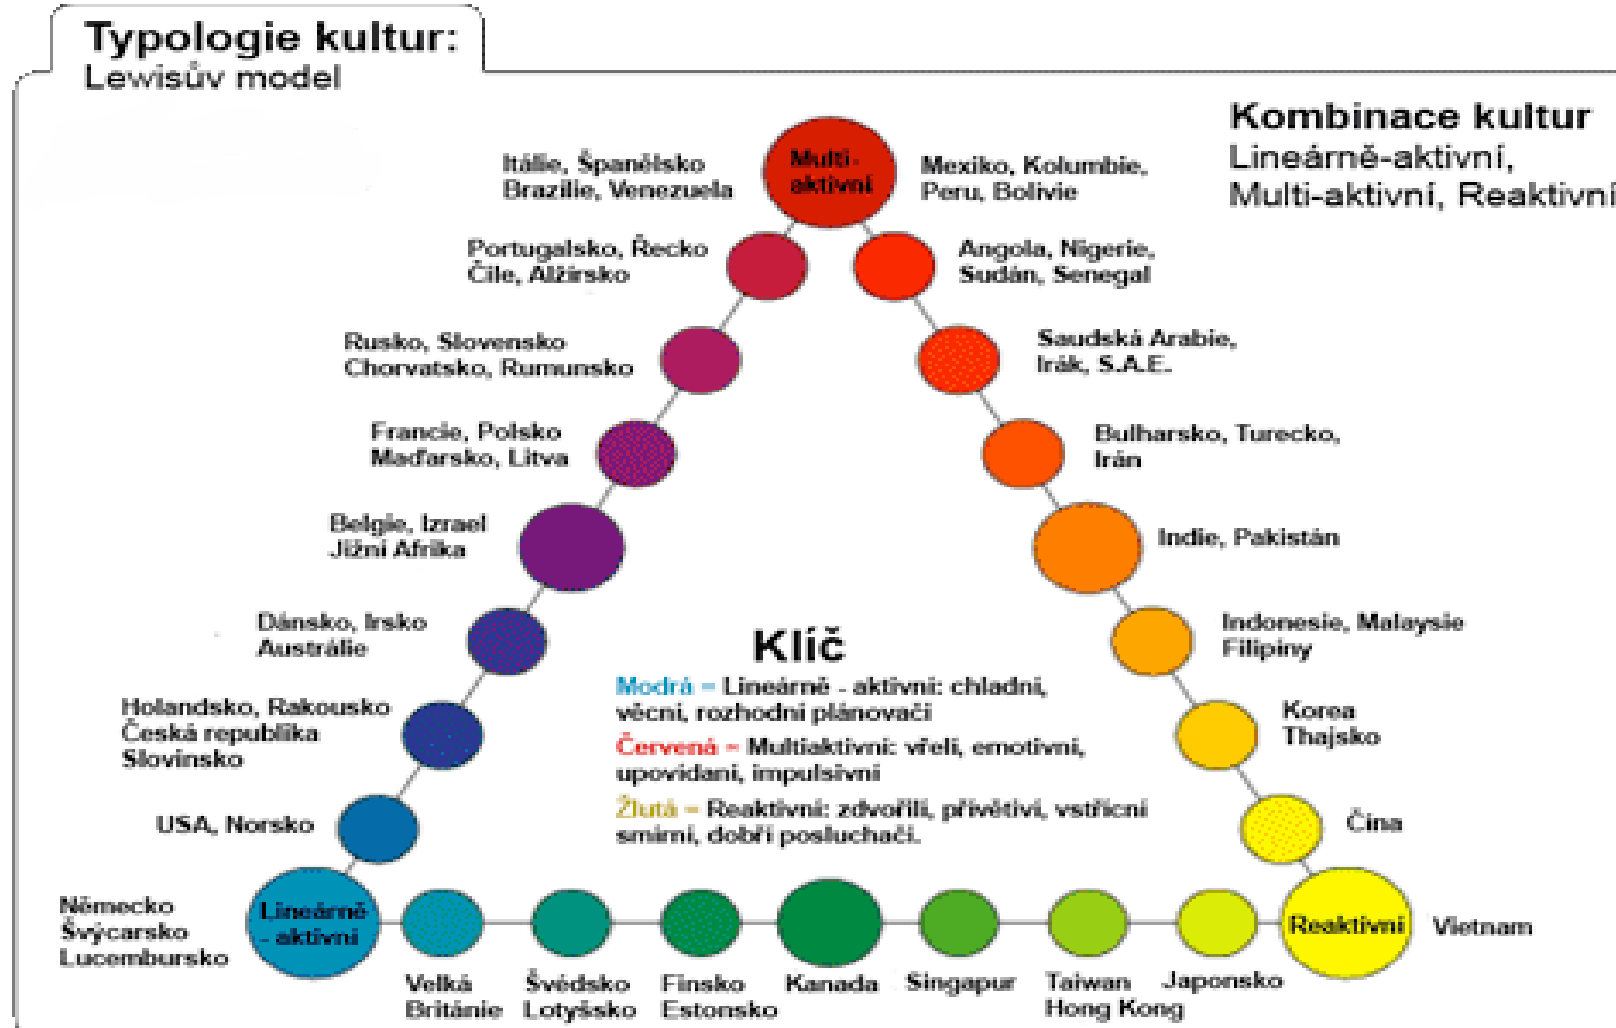 Typologie kultur:
Lewisův model
Kombinace kultur
Lineárně-aktivní,
Multi-aktivní, Reaktivní
Multi-
aktivní
Itálie, Španělsko
Brazílie, Venezuela
Mexiko, Kolumbie,
Peru, Bolívie
Portugalsko, Řecko
Čile, Alžírsko
Angola, Nigerie,
Sudán, Senegal
Rusko, Slovensko
Chorvatsko, Rumunsko
Saudská Arabie,
Irák, S.A.E.
Francie, Polsko
Maďarsko, Litva
Bulharsko, Turecko,
Irán
Belgie, Izrael
Jižní Afrika
Indie, Pakistán
Dánsko, Irsko
Austrálie
Indonesie, Malaysie
Filipíny
Holandsko, Rakousko
Česká republika
Slovinsko
Korea
Thajsko
USA, Norsko
Čína
Klíč
Modrá = Lineárně - aktivní: chladní,
věcní, rozhodní plánovači
Červená = Multiaktivní: vřelí, emotivní,
upovídaní, impulsivní
Žlutá = Reaktivní: zdvořilí, přívětiví, vstřícní
smírní, dobří posluchači.
Německo
Švýcarsko
Lucembursko
Lineárně
- aktivní
Reaktivní
Vietnam
Velká
Británie
Švédsko
Lotyšsko
Finsko
Estonsko
Kanada
Singapur
Taiwan
Hong Kong
Japonsko